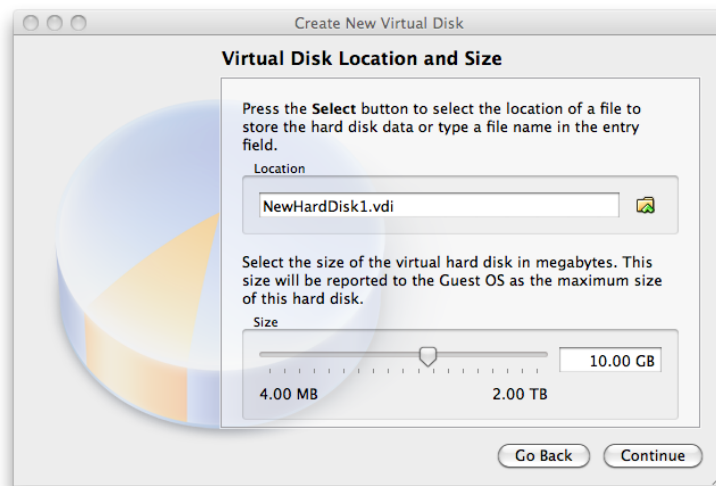 Create New Virtual Disk
Virtual Disk Location and Size
Press the Select button to select the location of a file to
store the hard disk data or type a file name in the entry
field.
Location
NewHardDisk1.vdi
Select the size of the virtual hard disk in megabytes. This
size will be reported to the Guest OS as the maximum size
of this hard disk.
Size
10.00 GB
4.00 MB 2.00 TB
Go Back Continue